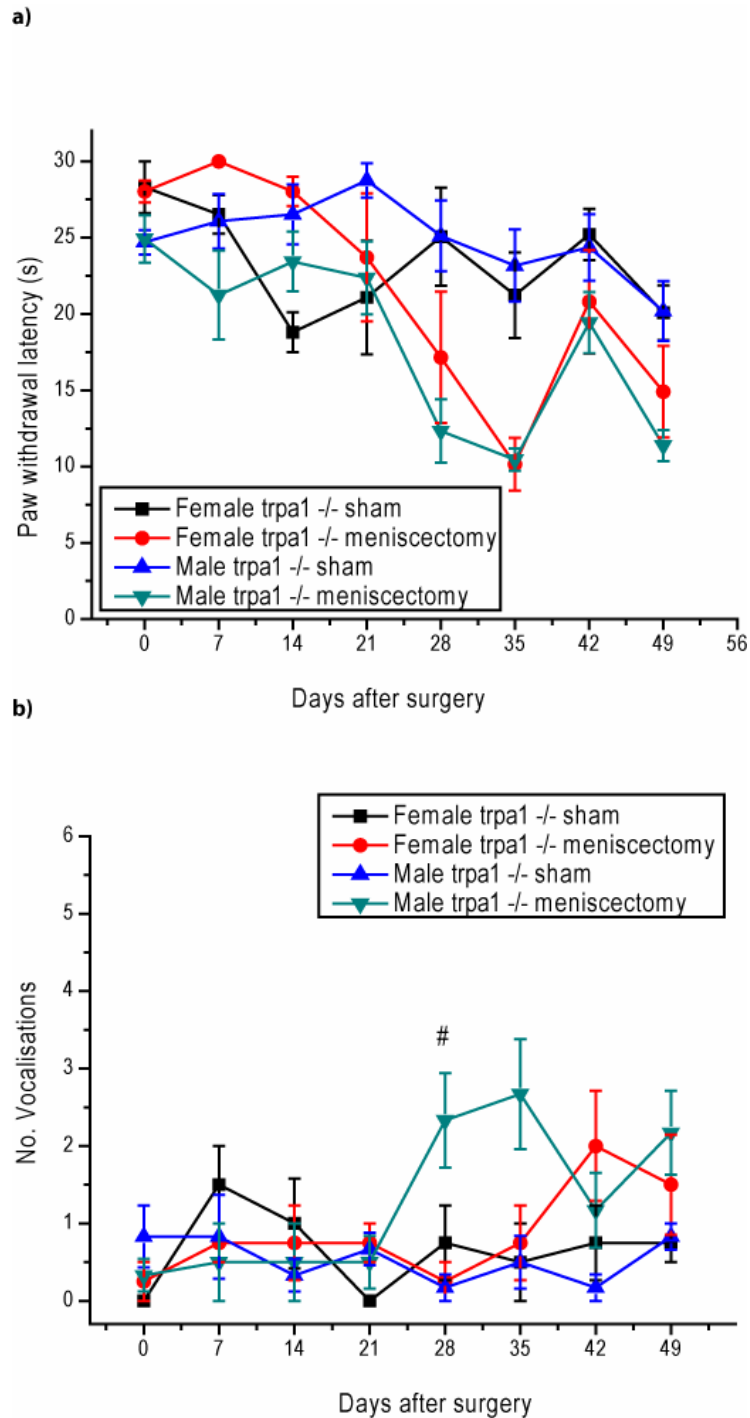 a)
Paw withdrawal latency (s)
30
25
20
15
10
5
0
Female trpa1 -/- sham
Female trpa1 -/- meniscectomy
Male trpa1 -/- sham
Male trpa1 -/- meniscectomy
0 7 14 21 28 35 42 49 56
Days after surgery
b)
Female trpa1 -/- sham
Female trpa1 -/- meniscectomy
Male trpa1 -/- sham
Male trpa1 -/- meniscectomy
No. Vocalisations
6
5
4
3
2
1
0
#
0 7 14 21 28 35 42 49
Days after surgery